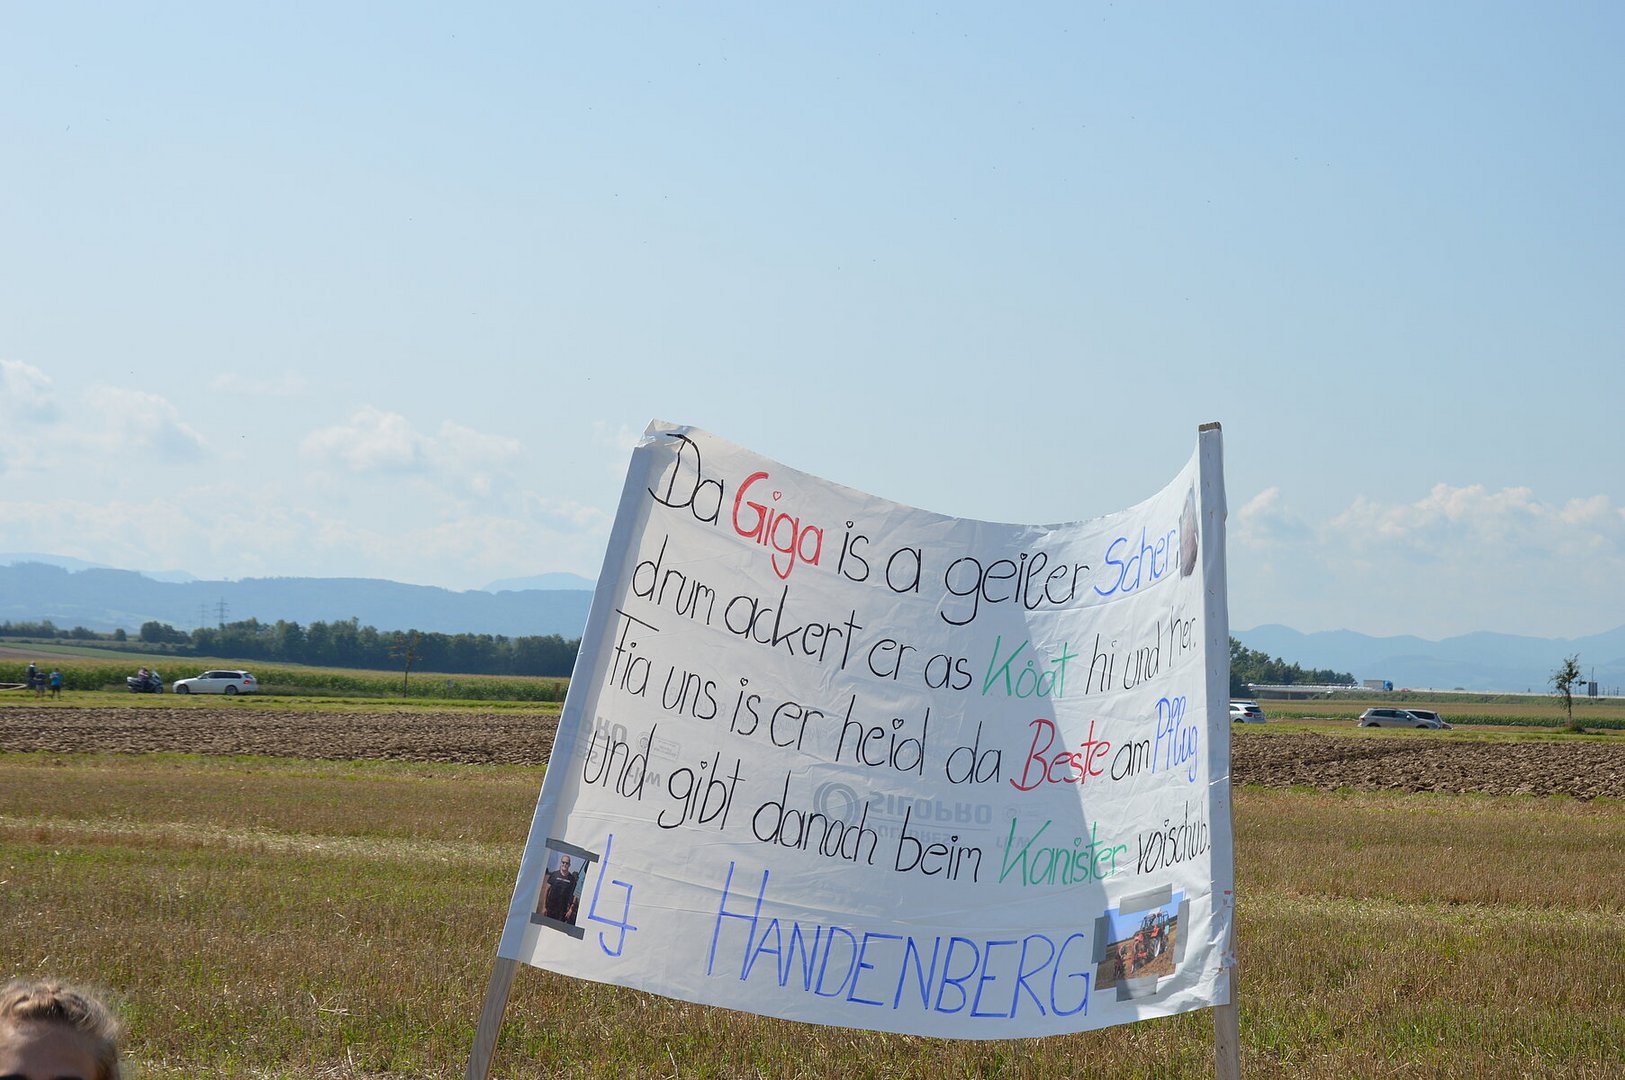 Da Giga is a geiler Scher,
drum ackert er as Koat hi und her.
Fia uns is er heid da Beste am Pflug
und gibt danach beim Kanister voischub.
LJ HANDENBERG
SILOPRO